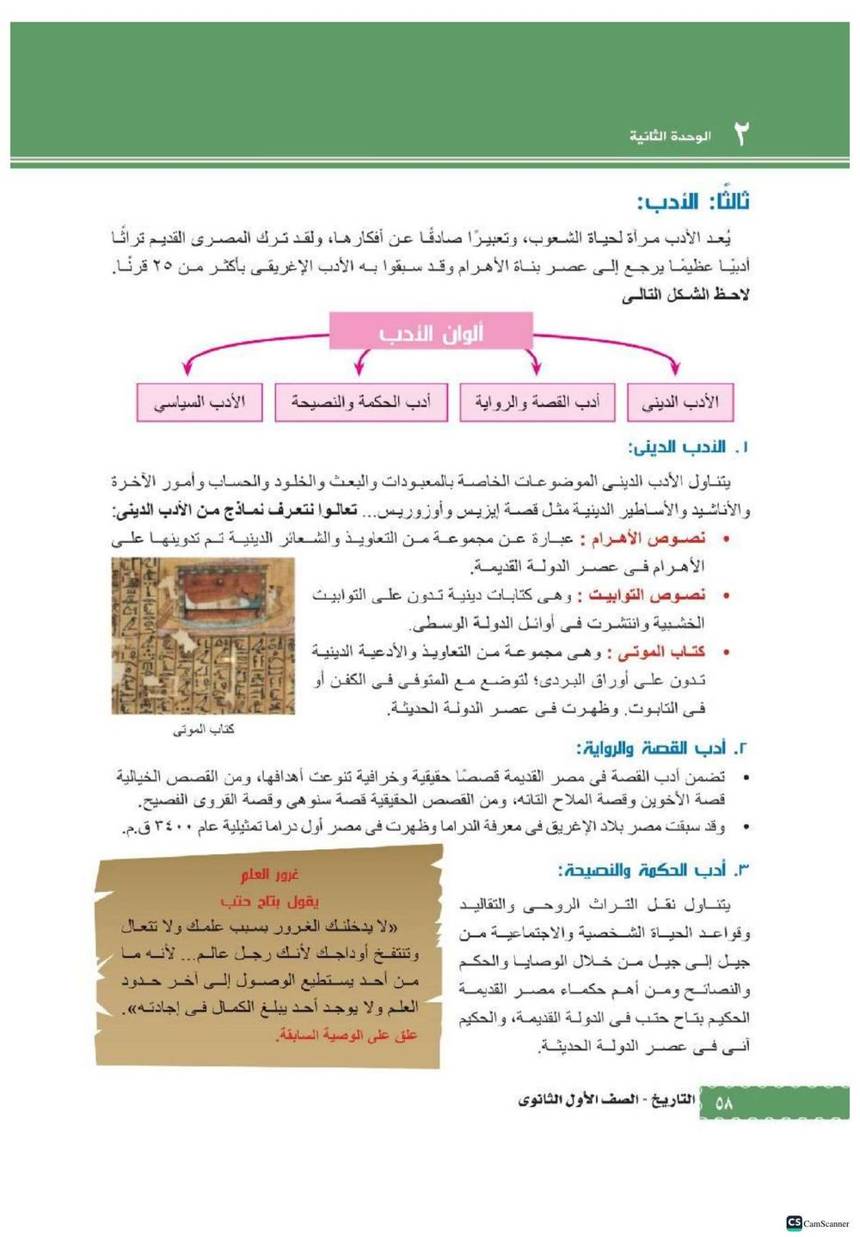 ٢ الوحدة الثانية
ثالثًا: الأدب:
يُعد الأدب مرآة لحياة الشعوب، وتعبيرًا صادقًا عن أفكارها، ولقد ترك المصرى القديم تراثًا
أدبيًا عظيمًا يرجع إلى عصر بناة الأهرام وقد سبقوا به الأدب الإغريقى بأكثر من ٢٥ قرنًا.
لاحظ الشكل التالى
ألوان الأدب
الأدب الدينى
أدب القصة والرواية
أدب الحكمة والنصيحة
الأدب السياسى
١. الأدب الدينى:
يتناول الأدب الدينى الموضوعات الخاصة بالمعبودات والبعث والخلود والحساب وأمور الآخرة
والأناشيد والأساطير الدينية مثل قصة إيزيس وأوزوريس... تعالوا نتعرف نماذج من الأدب الدينى:
• نصوص الأهرام : عبارة عن مجموعة من التعاويذ والشعائر الدينية تم تدوينها على
الأهرام فى عصر الدولة القديمة.
• نصوص التوابيت : وهى كتابات دينية تدون على التوابيت
الخشبية وانتشرت فى أوائل الدولة الوسطى.
• كتاب الموتى : وهى مجموعة من التعاويذ والأدعية الدينية
تدون على أوراق البردى؛ لتوضع مع المتوفى فى الكفن أو
فى التابوت. وظهرت فى عصر الدولة الحديثة.
كتاب الموتى
٢. أدب القصة والرواية:
• تضمن أدب القصة فى مصر القديمة قصصًا حقيقية وخرافية تنوعت أهدافها، ومن القصص الخيالية
قصة الأخوين وقصة الملاح التائه، ومن القصص الحقيقية قصة سنوهى وقصة القروى الفصيح.
• وقد سبقت مصر بلاد الإغريق فى معرفة الدراما وظهرت فى مصر أول دراما تمثيلية عام ٣٤٠٠ ق.م.
٣. أدب الحكمة والنصيحة:
يتناول نقل التراث الروحى والتقاليد
وقواعد الحياة الشخصية والاجتماعية من
جيل إلى جيل من خلال الوصايا والحكم
والنصائح ومن أهم حكماء مصر القديمة
الحكيم بتاح حتب فى الدولة القديمة، والحكيم
آنى فى عصر الدولة الحديثة.
غرور العلم
يقول بتاح حتب
«لا يدخلنك الغرور بسبب علمك ولا تتعال
وتنتفخ أوداجك لأنك رجل عالم... لأنه ما
من أحد يستطيع الوصول إلى آخر حدود
العلم ولا يوجد أحد يبلغ الكمال فى إجادته».
علق على الوصية السابقة.
٥٨ التاريخ - الصف الأول الثانوى
CS CamScanner